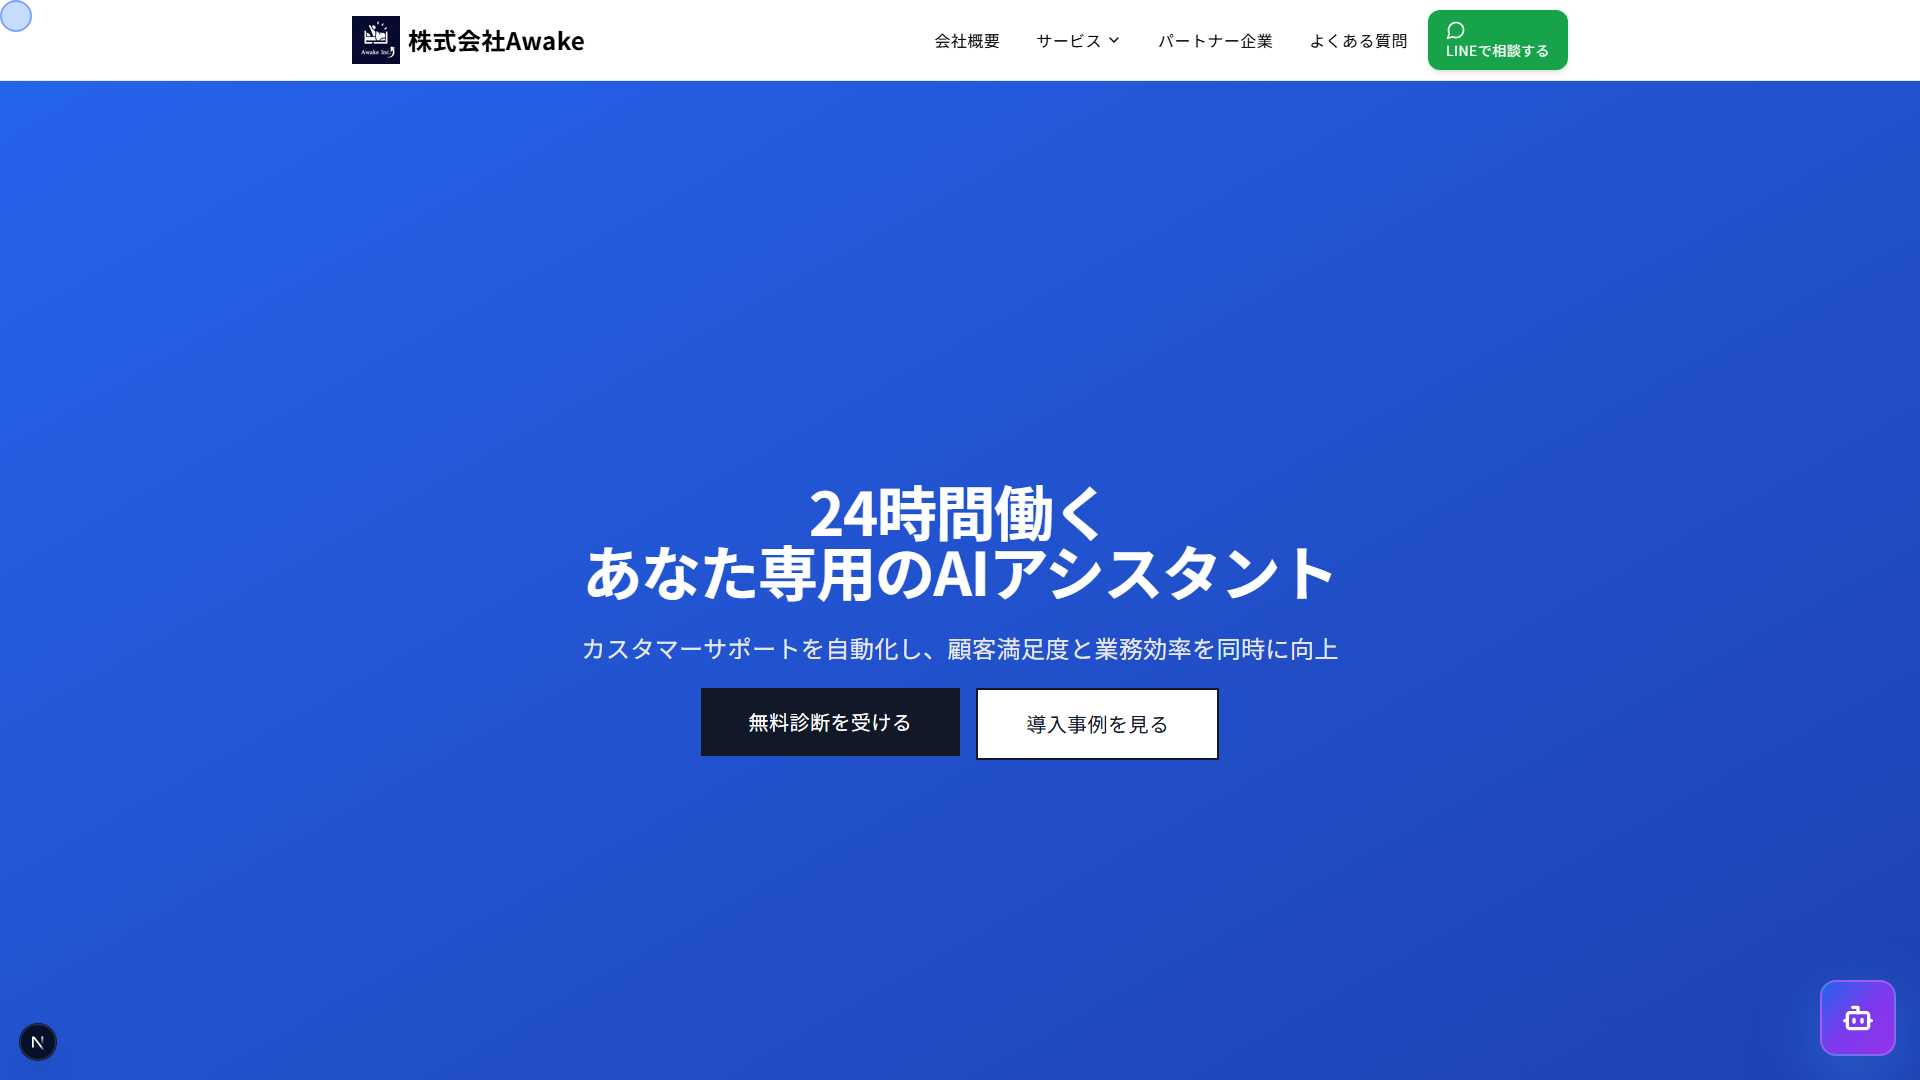 Awake Inc.
株式会社Awake
会社概要
サービス
パートナー企業
よくある質問
LINEで相談する
24時間働く
あなた専用のAIアシスタント
カスタマーサポートを自動化し、顧客満足度と業務効率を同時に向上
無料診断を受ける
導入事例を見る
N